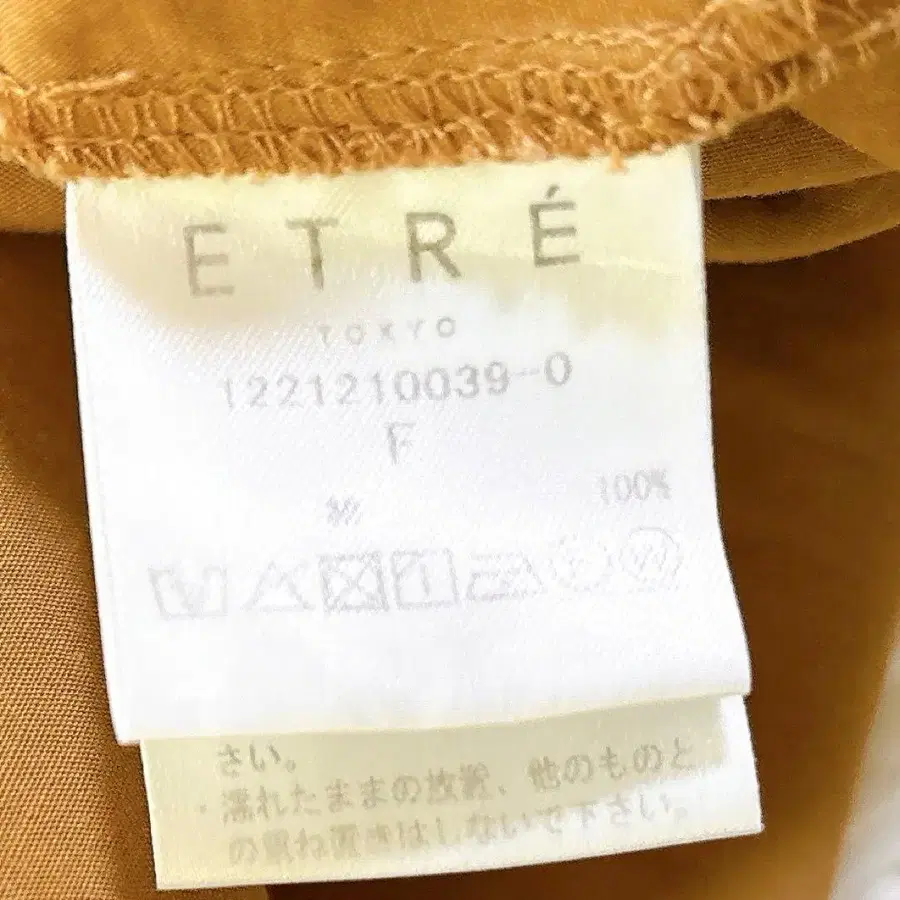 ETRÉ
TOKYO
1221210039-0
F
100%
さい。
・濡れたままの放置、他のものと
の重ね置きはしないで下さい。